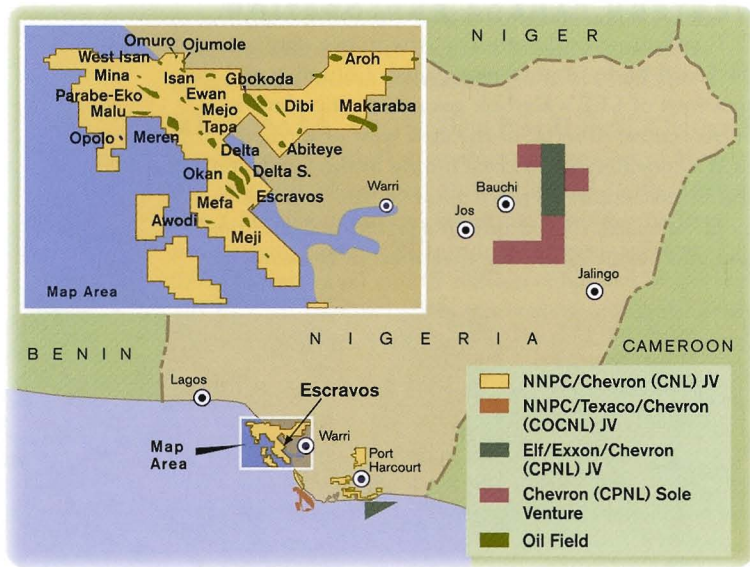 NIGER
Omuro
Ojumole
West Isan
Aroh
Mina
Isan
Gbokoda
Parabe-Eko
Ewan
Dibi
Makaraba
Malu
Mejo
Tapa
Opolo
Meren
Delta
Abiteye
Okan
Delta S.
Warri
Mefa
Escravos
Awodi
Meji
Map Area
Bauchi
Jos
Jalingo
NIGERIA
CAMEROON
BENIN
Lagos
Escravos
Map
Area
Warri
Port
Harcourt
NNPC/Chevron (CNL) JV
NNPC/Texaco/Chevron
(COCNL) JV
Elf/Exxon/Chevron
(CPNL) JV
Chevron (CPNL) Sole
Venture
Oil Field